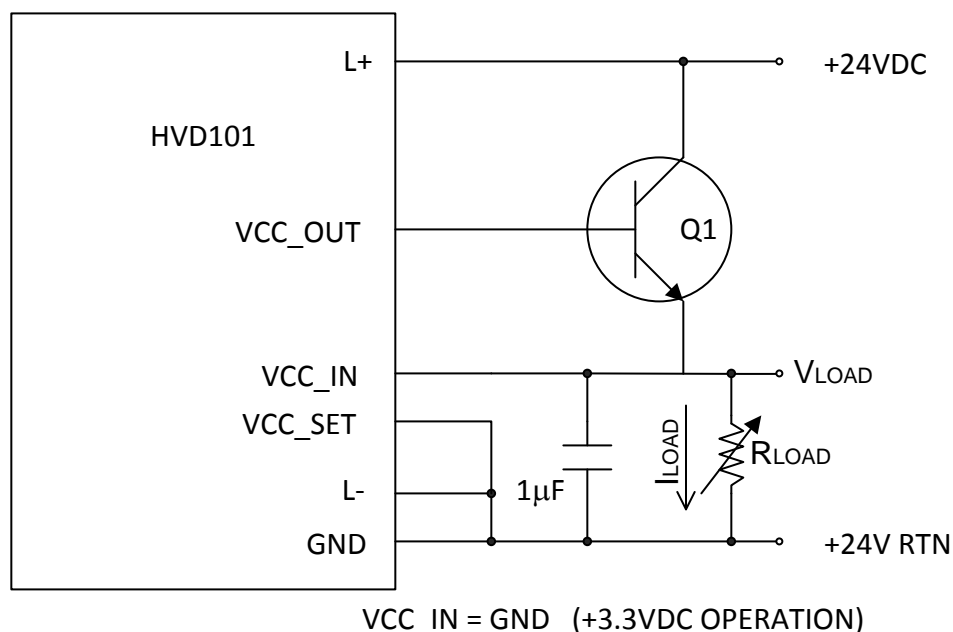 L+
+24VDC
HVD101
VCC_OUT
Q1
VCC_IN
VLOAD
VCC_SET
ILOAD
RLOAD
1μF
L-
GND
+24V RTN
VCC IN = GND (+3.3VDC OPERATION)